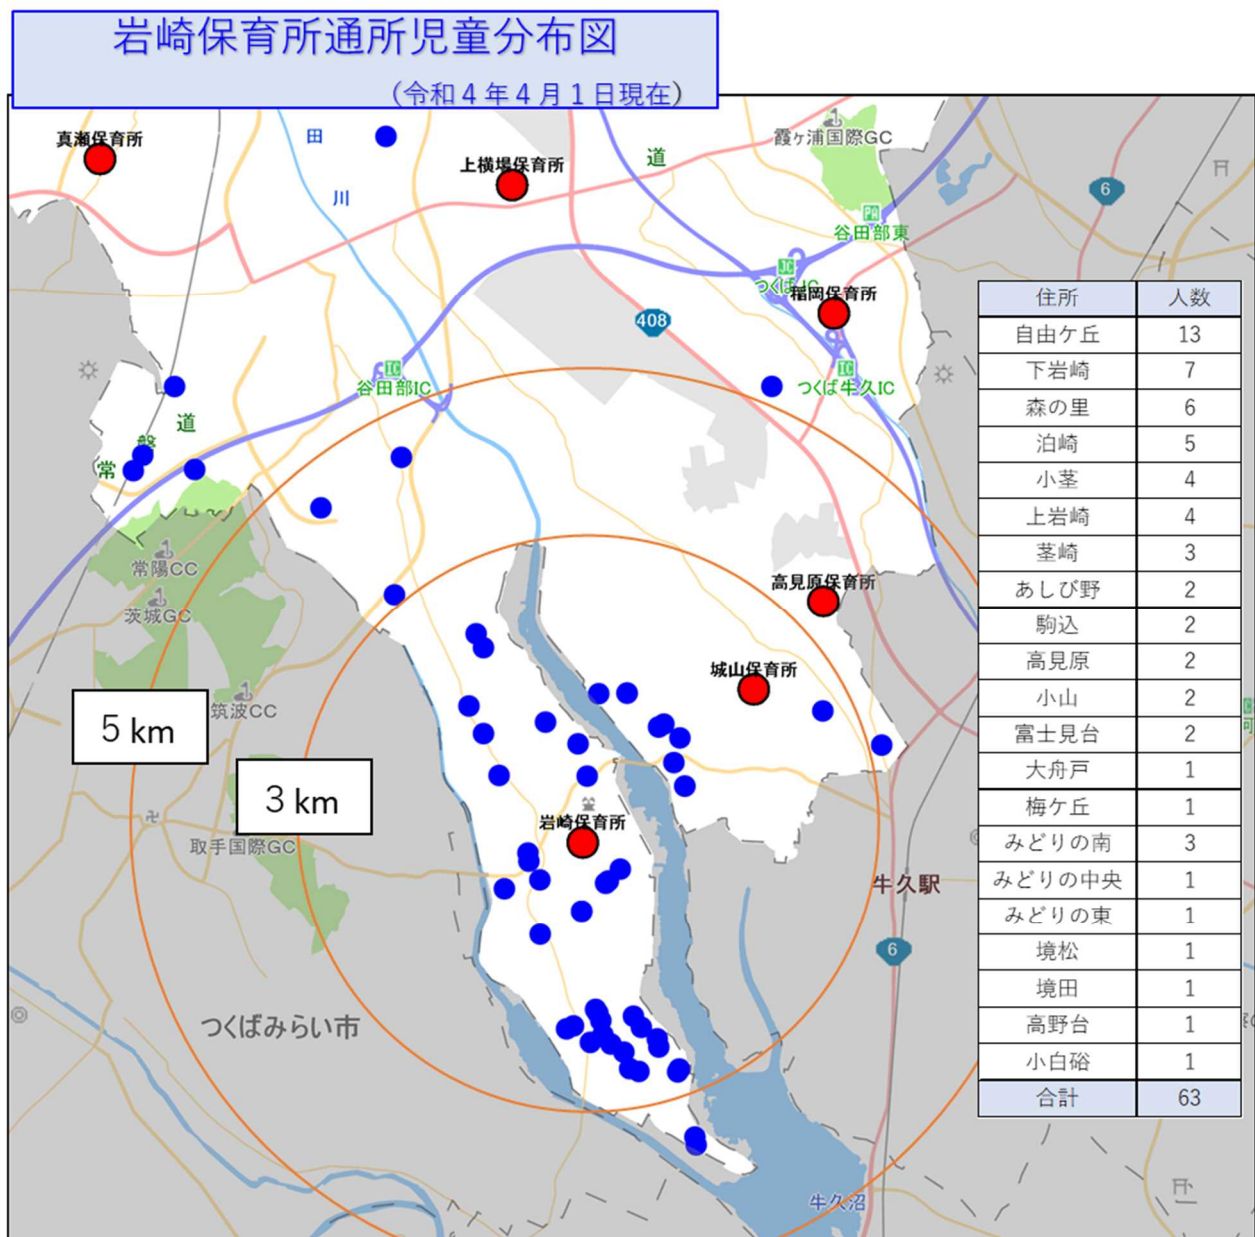 岩崎保育所通所児童分布図
（令和４年４月１日現在）
真瀬保育所
田
川
上横場保育所
道
霞ヶ浦国際GC
6
PA
谷田部東
JC
つくばJC
稲岡保育所
408
IC
谷田部IC
IC
つくば牛久IC
道
磐
常
常陽CC
茨城GC
筑波CC
高見原保育所
城山保育所
5 km
3 km
取手国際GC
岩崎保育所
牛久駅
6
つくばみらい市
牛久沼
住所 人数
自由ケ丘 13
下岩崎 7
森の里 6
泊崎 5
小茎 4
上岩崎 4
茎崎 3
あしび野 2
駒込 2
高見原 2
小山 2
富士見台 2
大舟戸 1
梅ケ丘 1
みどりの南 3
みどりの中央 1
みどりの東 1
境松 1
境田 1
高野台 1
小白硲 1
合計 63